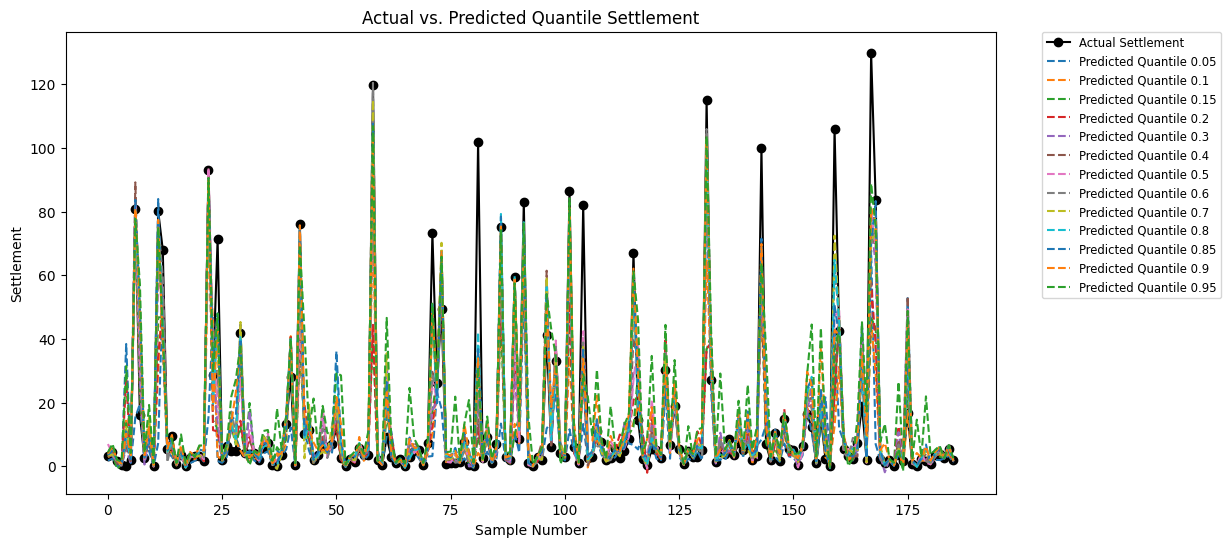 Actual vs. Predicted Quantile Settlement
Settlement
120
100
80
60
40
20
0
0 25 50 75 100 125 150 175
Sample Number
Actual Settlement
Predicted Quantile 0.05
Predicted Quantile 0.1
Predicted Quantile 0.15
Predicted Quantile 0.2
Predicted Quantile 0.3
Predicted Quantile 0.4
Predicted Quantile 0.5
Predicted Quantile 0.6
Predicted Quantile 0.7
Predicted Quantile 0.8
Predicted Quantile 0.85
Predicted Quantile 0.9
Predicted Quantile 0.95